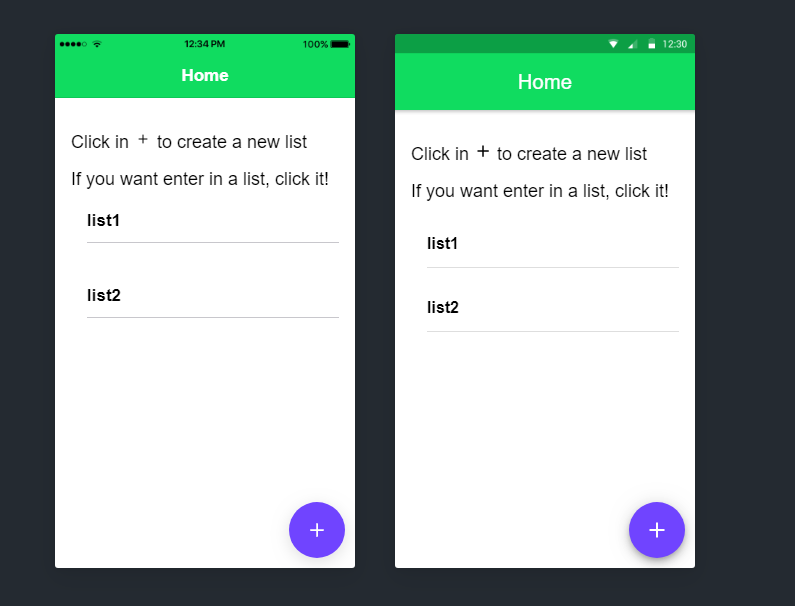 12:34 PM 100%
Home
Click in + to create a new list
If you want enter in a list, click it!
list1
list2
+
12:30
Home
Click in + to create a new list
If you want enter in a list, click it!
list1
list2
+